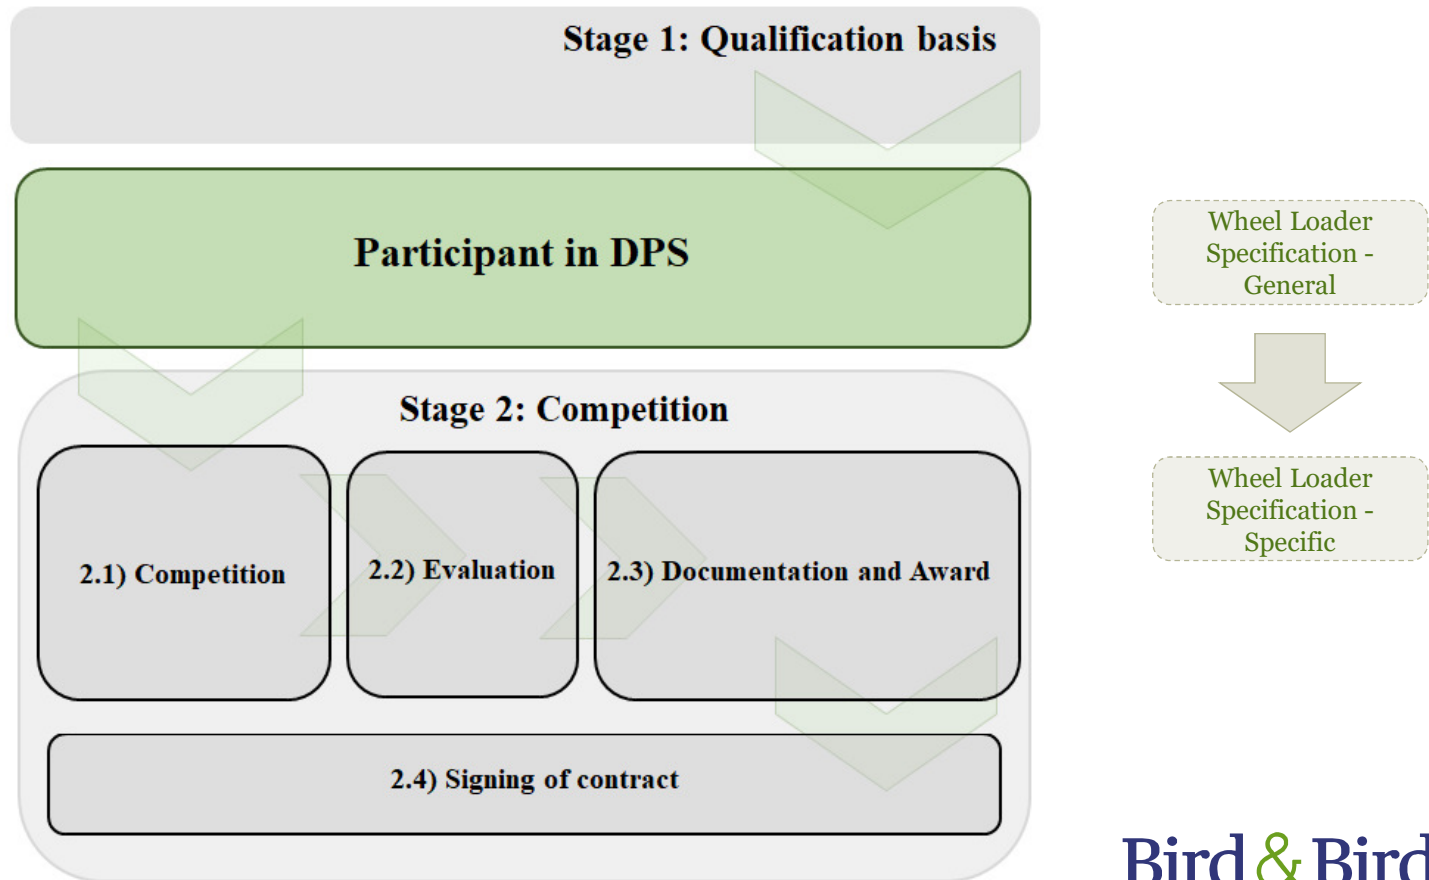 Stage 1: Qualification basis
Participant in DPS
Stage 2: Competition
2.1) Competition
2.2) Evaluation
2.3) Documentation and Award
2.4) Signing of contract
Wheel Loader
Specification -
General
Wheel Loader
Specification -
Specific
Bird & Bird